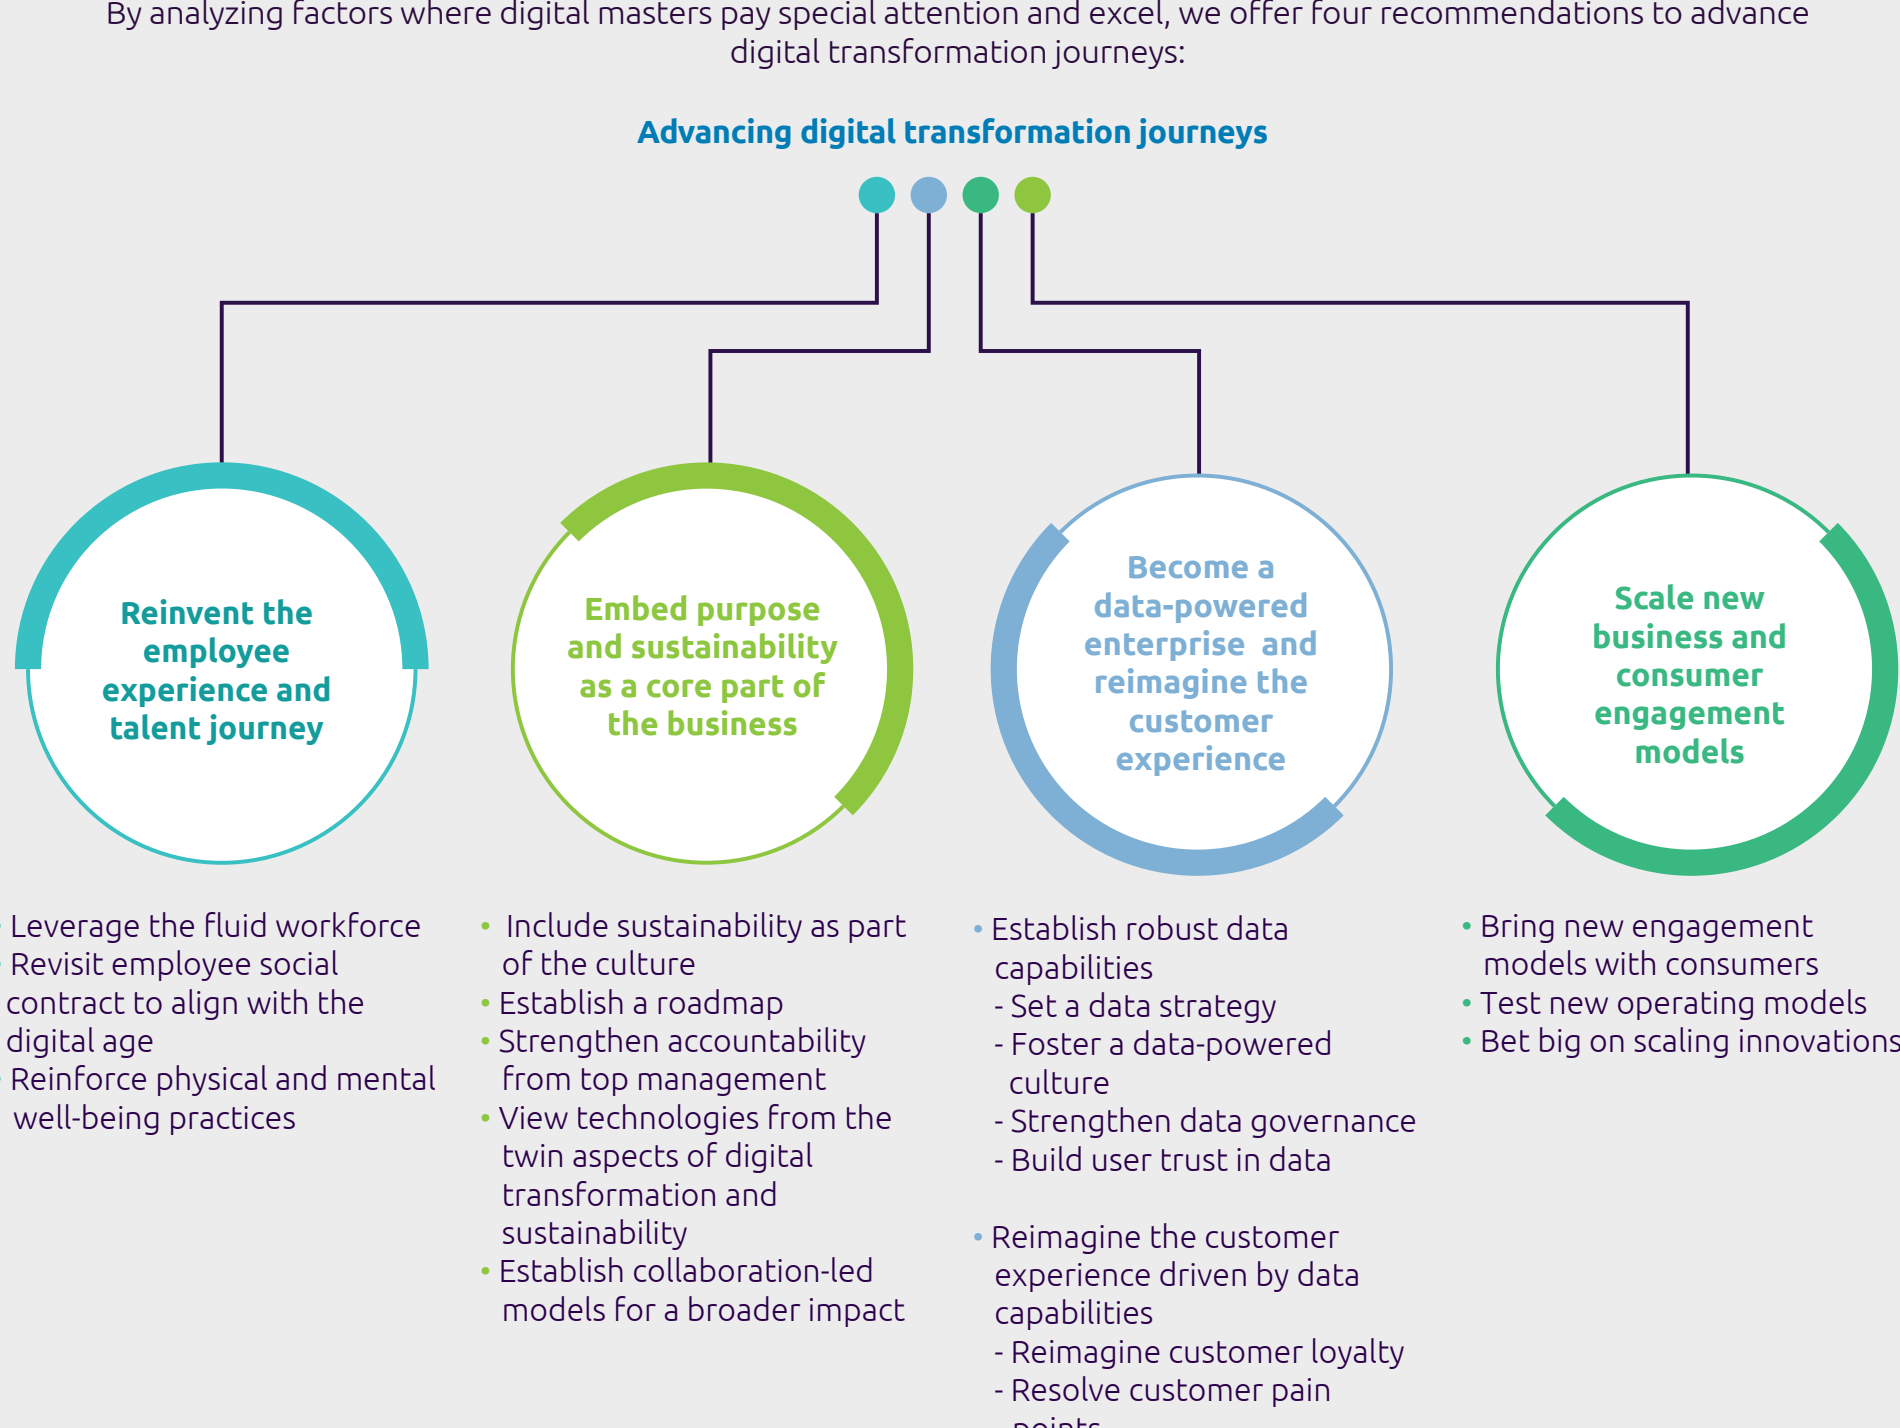 By analyzing factors where digital masters pay special attention and excel, we offer four recommendations to advance
digital transformation journeys:
Advancing digital transformation journeys
Reinvent the
employee
experience and
talent journey
Embed purpose
and sustainability
as a core part of
the business
Become a
data-powered
enterprise and
reimagine the
customer
experience
Scale new
business and
consumer
engagement
models
• Leverage the fluid workforce
• Revisit employee social
contract to align with the
digital age
• Reinforce physical and mental
well-being practices
• Include sustainability as part
of the culture
• Establish a roadmap
• Strengthen accountability
from top management
• View technologies from the
twin aspects of digital
transformation and
sustainability
• Establish collaboration-led
models for a broader impact
• Establish robust data
capabilities
- Set a data strategy
- Foster a data-powered
culture
- Strengthen data governance
- Build user trust in data
• Reimagine the customer
experience driven by data
capabilities
- Reimagine customer loyalty
- Resolve customer pain
points
• Bring new engagement
models with consumers
• Test new operating models
• Bet big on scaling innovations